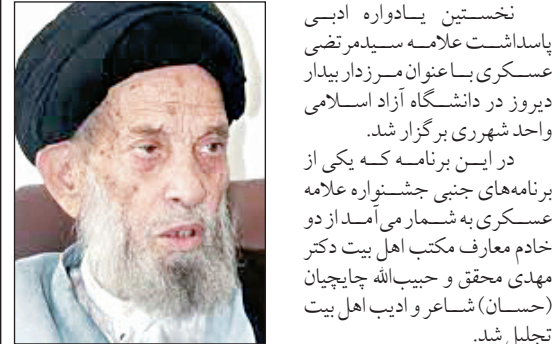 نخستین یادواره ادبی
پاسداشت علامه سیدمرتضی
عسکری با عنوان مرزدار بیدار
دیروز در دانشگاه آزاد اسلامی
واحد شهرری برگزار شد.
در این برنامه که یکی از
برنامه‌های جنبی جشنواره علامه
عسکری به شمار می‌آمد از دو
خادم معارف مکتب اهل بیت دکتر
مهدی محقق و حبیب‌الله چایچیان
(حسان) شاعر و ادیب اهل بیت
تجلیل شد.